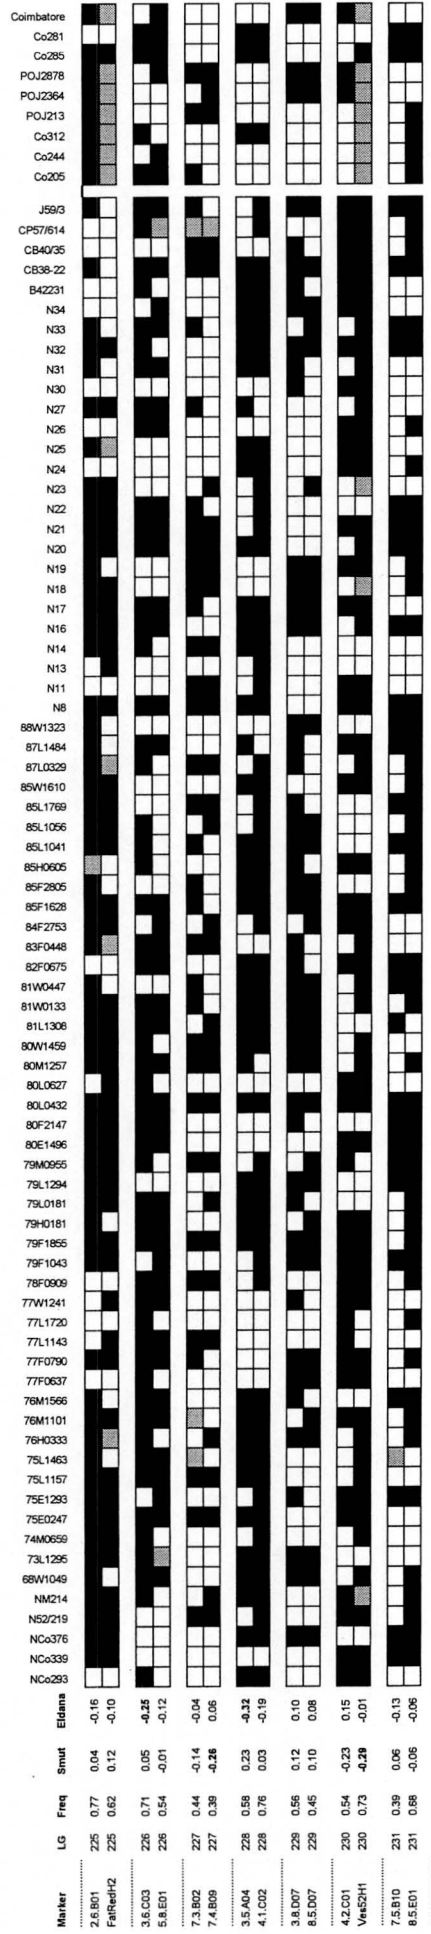 Coimbatore
Co281
Co285
POJ2878
POJ2364
POJ213
Co312
Co244
Co205
J59/3
CP57/614
CB40/35
CB38-22
B42231
N34
N33
N32
N31
N30
N27
N26
N25
N24
N23
N22
N21
N20
N19
N18
N17
N16
N14
N13
N11
N8
88W1323
87L1484
87L0329
85W1610
85L1769
85L1056
85L1041
85H0605
85F2805
85F1628
84F2753
83F0448
82F0675
81W0447
81W0133
81L1308
80W1459
80M1257
80L0627
80L0432
80F2147
80E1496
79M0955
79L1294
79L0181
79H0181
79F1855
79F1043
78F0909
77W1241
77L1720
77L1143
77F0790
77F0637
76M1566
76M1101
76H0333
75L1463
75L1157
75E1293
75E0247
74M0659
73L1295
68W1049
NM214
N52/219
NCo376
NCo339
NCo293
Marker LG Freq Smut Eldana
2.6.B01 225 0.77 0.04 -0.16
FatRedH2 225 0.62 0.12 -0.10
3.6.C03 226 0.71 0.05 -0.25
5.8.E01 226 0.54 -0.01 -0.12
7.3.B02 227 0.44 -0.14 -0.04
7.4.B09 227 0.39 -0.26 0.06
3.5.A04 228 0.58 0.23 -0.32
4.1.C02 228 0.76 0.03 -0.19
3.8.D07 229 0.56 0.12 0.10
8.5.D07 229 0.45 0.10 0.08
4.2.C01 230 0.54 -0.23 0.15
Ves52H1 230 0.73 -0.29 -0.01
7.5.B10 231 0.39 0.06 -0.13
8.5.E01 231 0.68 -0.06 -0.06